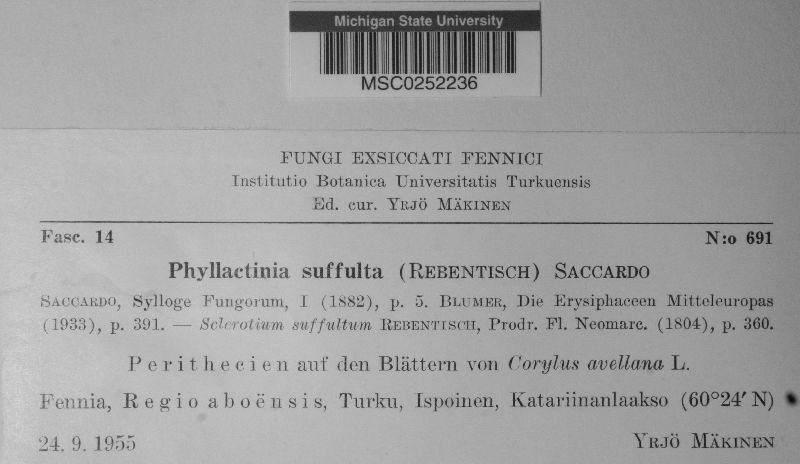 Michigan State University
MSC0252236
FUNGI EXSICCATI FENNICI
Institutio Botanica Universitatis Turkuensis
Ed. cur. YRJÖ MÄKINEN
Fasc. 14 N:o 691
Phyllactinia suffulta (REBENTISCH) SACCARDO
SACCARDO, Sylloge Fungorum, I (1882), p. 5. BLUMER, Die Erysiphaceen Mitteleuropas
(1933), p. 391. — Sclerotium suffultum REBENTISCH, Prodr. Fl. Neomarc. (1804), p. 360.
Perithecien auf den Blättern von Corylus avellana L.
Fennia, Regio aboënsis, Turku, Ispoinen, Katariinanlaakso (60°24′ N)
24. 9. 1955 YRJÖ MÄKINEN